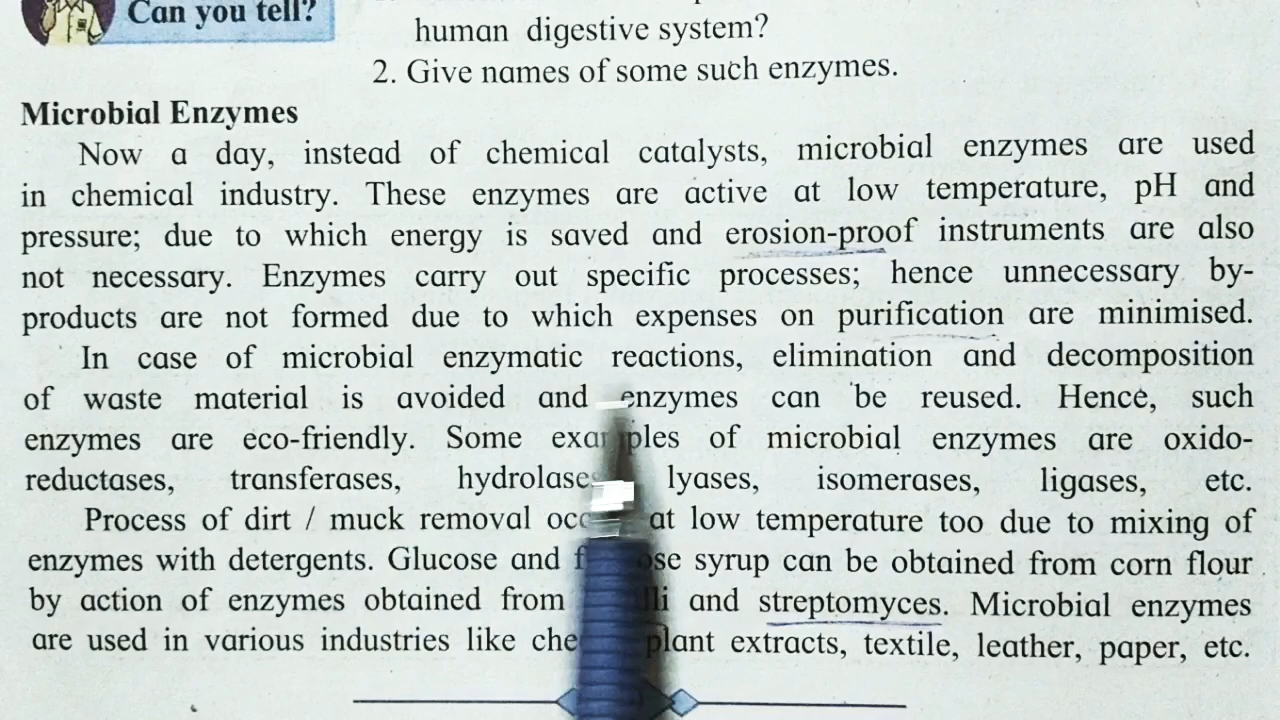 Can you tell?
human digestive system?
2. Give names of some such enzymes.
Microbial Enzymes
Now a day, instead of chemical catalysts, microbial enzymes are used
in chemical industry. These enzymes are active at low temperature, pH and
pressure; due to which energy is saved and erosion-proof instruments are also
not necessary. Enzymes carry out specific processes; hence unnecessary by-
products are not formed due to which expenses on purification are minimised.
In case of microbial enzymatic reactions, elimination and decomposition
of waste material is avoided and enzymes can be reused. Hence, such
enzymes are eco-friendly. Some examples of microbial enzymes are oxido-
reductases, transferases, hydrolases lyases, isomerases, ligases, etc.
Process of dirt / muck removal at low temperature too due to mixing of
enzymes with detergents. Glucose and syrup can be obtained from corn flour
by action of enzymes obtained from and streptomyces. Microbial enzymes
are used in various industries like plant extracts, textile, leather, paper, etc.